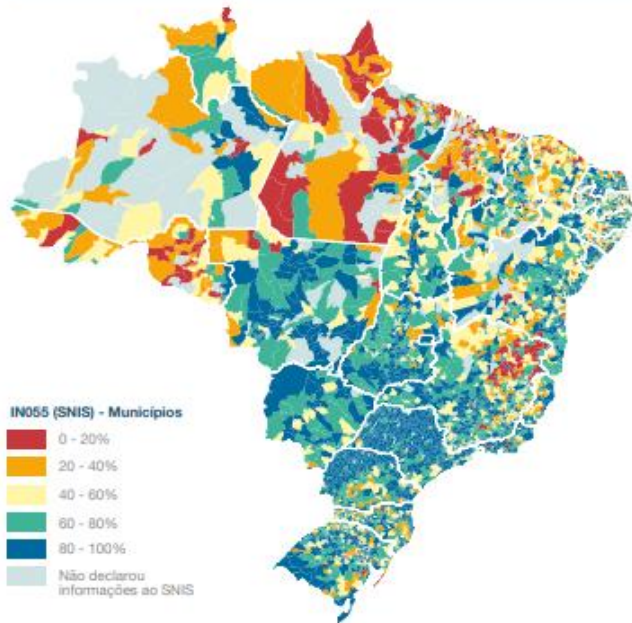 IN055 (SNIS) - Municípios
0 - 20%
20 - 40%
40 - 60%
60 - 80%
80 - 100%
Não declarou
informações ao SNIS